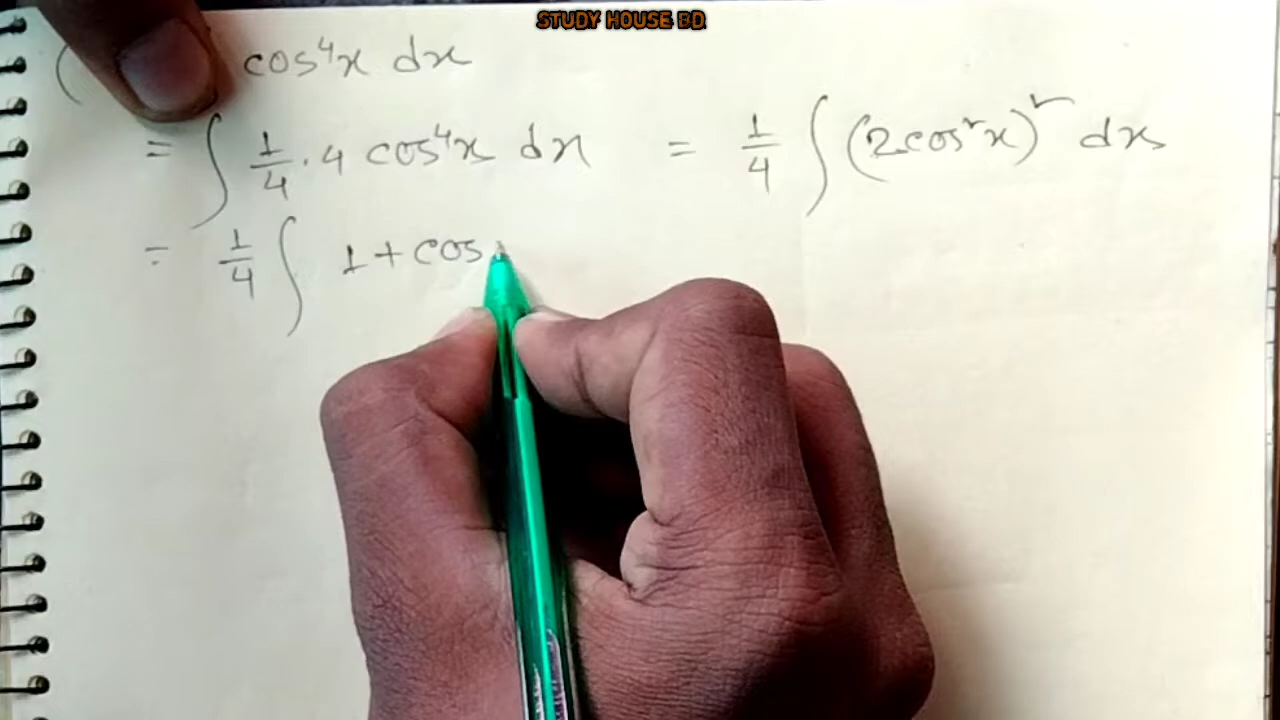 STUDY HOUSE BD
( cos⁴x dx
= ∫ 1/4 · 4 cos⁴x dx = 1/4 ∫ (2cos²x)² dx
= 1/4 ∫ 1 + cos